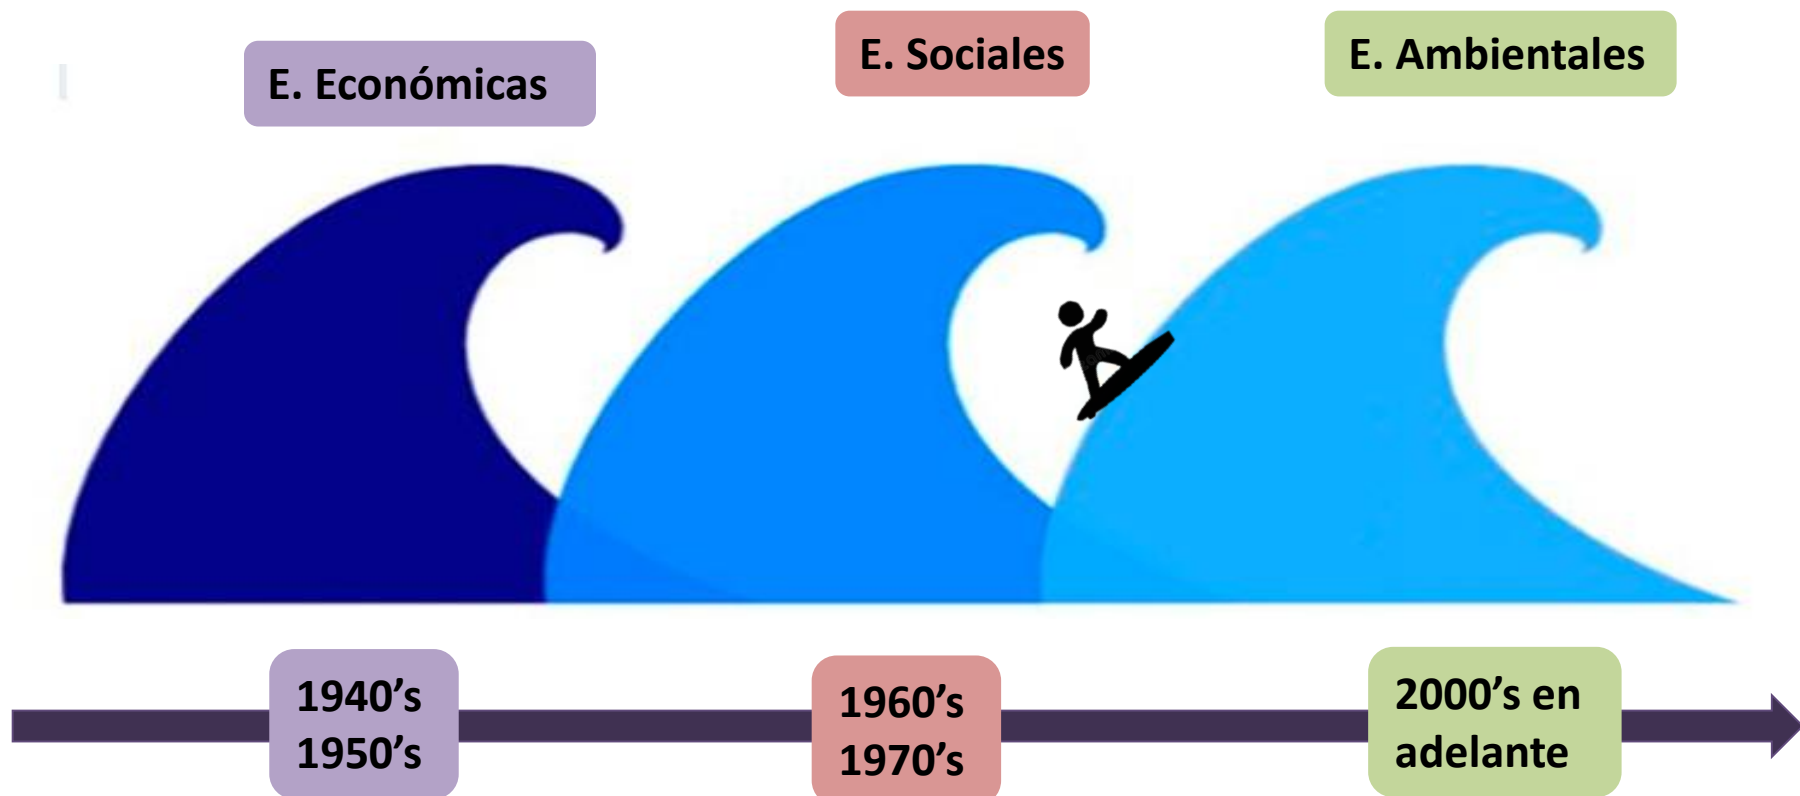 E. Económicas
E. Sociales
E. Ambientales
1940’s
1950’s
1960’s
1970’s
2000’s en
adelante